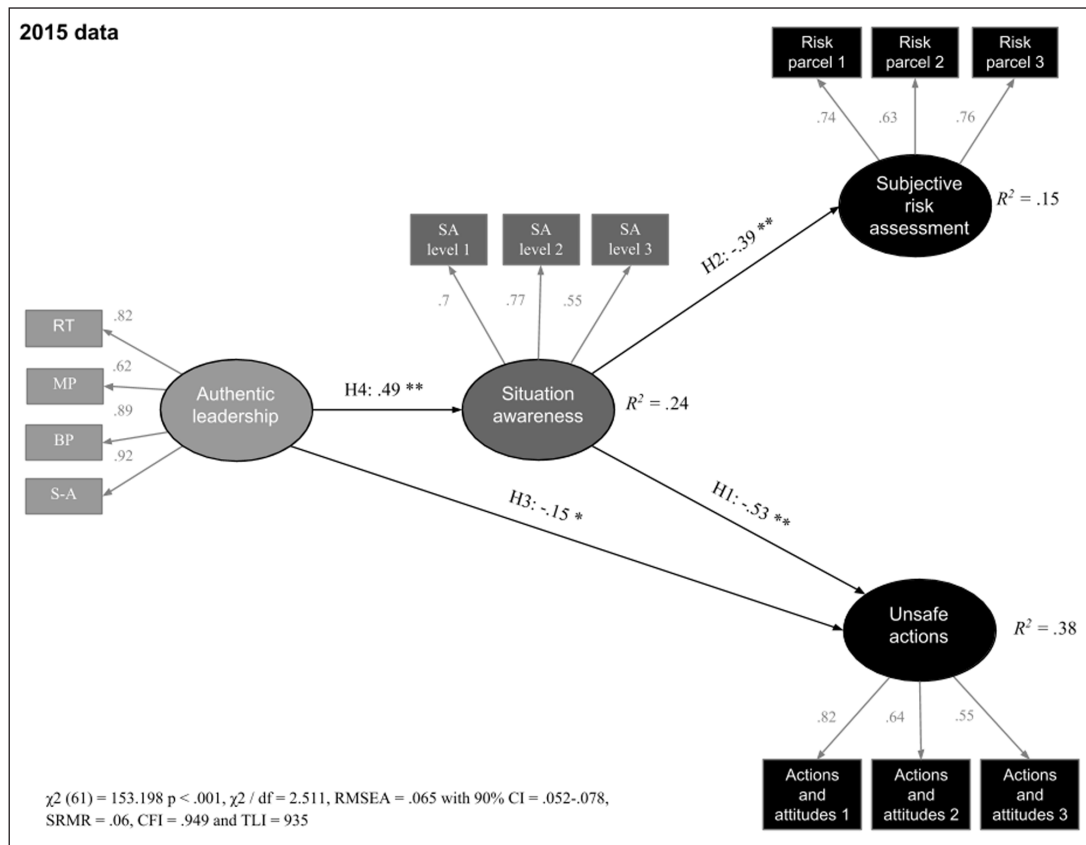 2015 data
Risk
parcel 1
Risk
parcel 2
Risk
parcel 3
.74
.63
.76
Subjective
risk
assessment
R² = .15
SA
level 1
SA
level 2
SA
level 3
.7
.77
.55
H2: -.39 **
RT
MP
BP
S-A
.82
.62
.89
.92
Authentic
leadership
H4: .49 **
Situation
awareness
R² = .24
H3: -.15 *
H1: -.53 **
Unsafe
actions
R² = .38
.82
.64
.55
Actions
and
attitudes 1
Actions
and
attitudes 2
Actions
and
attitudes 3
χ2 (61) = 153.198 p < .001, χ2 / df = 2.511, RMSEA = .065 with 90% CI = .052-.078,
SRMR = .06, CFI = .949 and TLI = 935